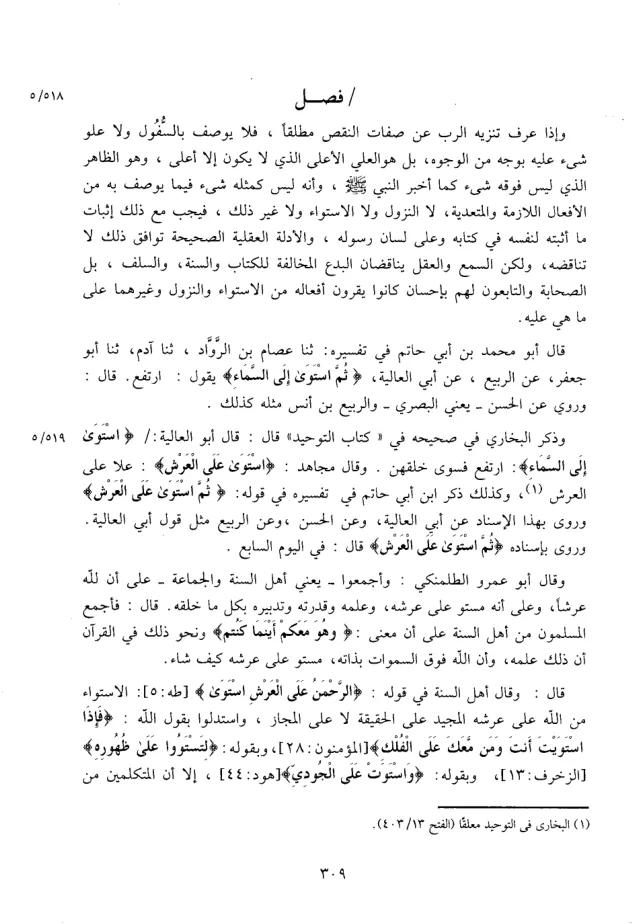 ٥/٥١٨
/ فصـــل
وإذا عرف تنزيه الرب عن صفات النقص مطلقاً ، فلا يوصف بالسُّفُول ولا علو
شىء عليه بوجه من الوجوه، بل هو العلي الأعلى الذي لا يكون إلا أعلى ، وهو الظاهر
الذي ليس فوقه شىء كما أخبر النبي ﷺ ، وأنه ليس كمثله شىء فيما يوصف به من
الأفعال اللازمة والمتعدية، لا النزول ولا الاستواء ولا غير ذلك ، فيجب مع ذلك إثبات
ما أثبته لنفسه في كتابه وعلى لسان رسوله ، والأدلة العقلية الصحيحة توافق ذلك لا
تناقضه، ولكن السمع والعقل يناقضان البدع المخالفة للكتاب والسنة، والسلف ، بل
الصحابة والتابعون لهم بإحسان كانوا يقرون أفعاله من الاستواء والنزول وغيرهما على
ما هي عليه.
قال أبو محمد بن أبي حاتم في تفسيره: ثنا عصام بن الرَّوَّاد ، ثنا آدم، ثنا أبو
جعفر، عن الربيع ، عن أبي العالية، ﴿ ثُمَّ اسْتَوَىٰ إِلَى السَّمَاءِ﴾ يقول : ارتفع. قال :
وروي عن الحسن ـ يعني البصري ـ والربيع بن أنس مثله كذلك .
وذكر البخاري في صحيحه في « كتاب التوحيد» قال : قال أبو العالية:/ ﴿ اسْتَوَىٰ
٥/٥١٩
إِلَى السَّمَاءِ﴾: ارتفع فسوى خلقهن . وقال مجاهد : ﴿اسْتَوَىٰ عَلَى الْعَرْشِ﴾ : علا على
العرش (١)، وكذلك ذكر ابن أبي حاتم في تفسيره في قوله: ﴿ ثُمَّ اسْتَوَىٰ عَلَى الْعَرْشِ﴾
وروى بهذا الإسناد عن أبي العالية، وعن الحسن ،وعن الربيع مثل قول أبي العالية.
وروى بإسناده ﴿ثُمَّ اسْتَوَىٰ عَلَى الْعَرْشِ﴾ قال : في اليوم السابع .
وقال أبو عمرو الطلمنكي : وأجمعوا ـ يعني أهل السنة والجماعة ـ على أن لله
عرشاً، وعلى أنه مستو على عرشه، وعلمه وقدرته وتدبيره بكل ما خلقه. قال : فأجمع
المسلمون من أهل السنة على أن معنى :﴿ وَهُوَ مَعَكُمْ أَيْنَمَا كُنتُمْ﴾ ونحو ذلك في القرآن
أن ذلك علمه، وأن الله فوق السموات بذاته، مستو على عرشه كيف شاء.
قال : وقال أهل السنة في قوله : ﴿الرَّحْمَٰنُ عَلَى الْعَرْشِ اسْتَوَىٰ ﴾ [طه:٥]: الاستواء
من الله على عرشه المجيد على الحقيقة لا على المجاز ، واستدلوا بقول الله : ﴿فَإِذَا
اسْتَوَيْتَ أَنتَ وَمَن مَّعَكَ عَلَى الْفُلْكِ﴾[المؤمنون:٢٨]،وبقوله:﴿لِتَسْتَوُوا عَلَىٰ ظُهُورِهِ﴾
[الزخرف:١٣]، وبقوله: ﴿وَاسْتَوَتْ عَلَى الْجُودِيِّ﴾[هود:٤٤] ، إلا أن المتكلمين من
(١) البخارى فى التوحيد معلقًا (الفتح ٤٠٣/١٣).
٣٠٩